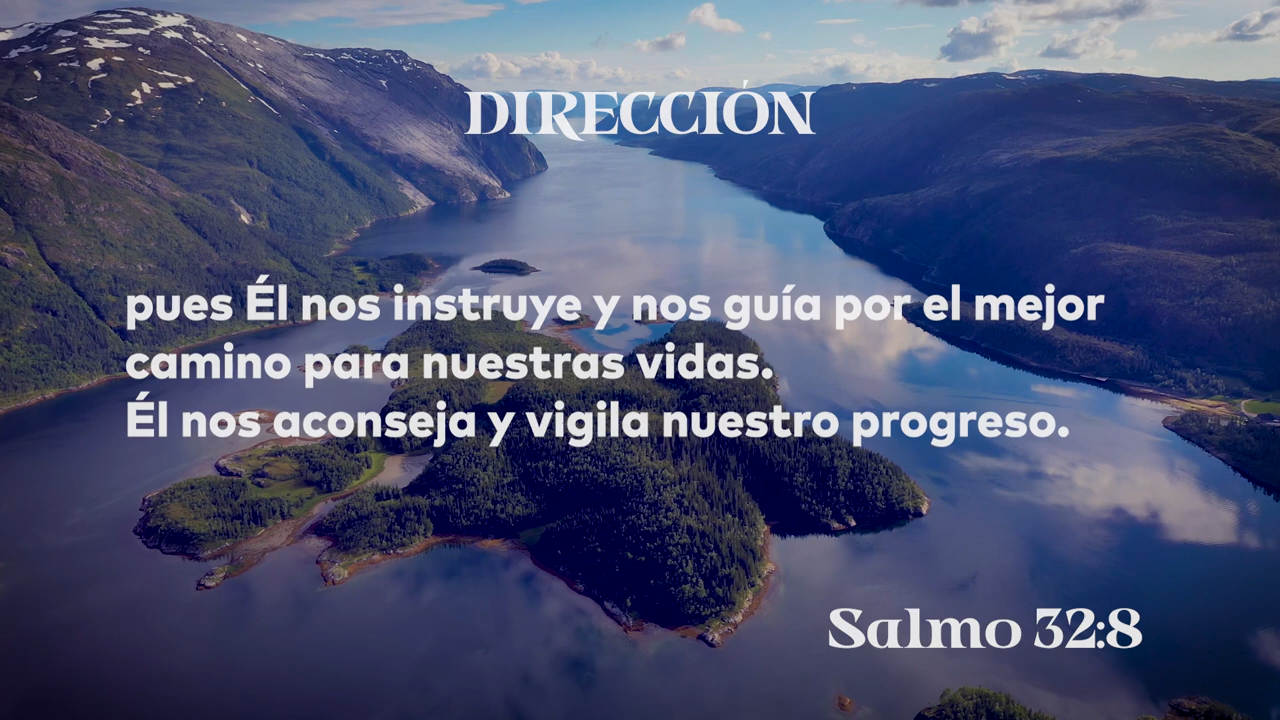 DIRECCIÓN
pues Él nos instruye y nos guía por el mejor
camino para nuestras vidas.
Él nos aconseja y vigila nuestro progreso.
Salmo 32:8